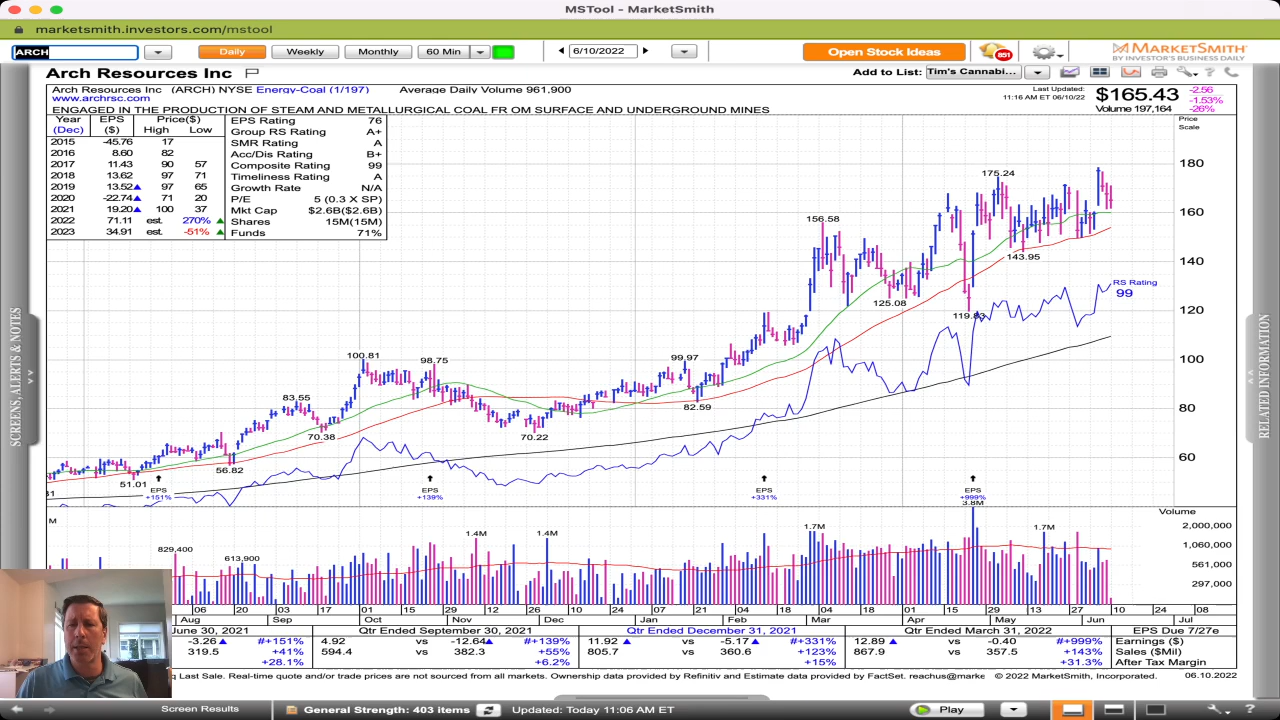 MSTool - MarketSmith
marketsmith.investors.com/mstool
ARCH Daily Weekly Monthly 60 Min 6/10/2022 Open Stock Ideas 851 MARKETSMITH
BY INVESTOR'S BUSINESS DAILY
Arch Resources Inc Add to List: Tim's Cannabi...
Arch Resources Inc (ARCH) NYSE Energy-Coal (1/197) Average Daily Volume 961,900
www.archrsc.com
Last Updated:
11:16 AM ET 06/10/22
$165.43 -2.56
-1.53%
Volume 197,164 -26%
ENGAGED IN THE PRODUCTION OF STEAM AND METALLURGICAL COAL FROM SURFACE AND UNDERGROUND MINES
Year EPS Price($)
(Dec) ($) High Low
2015 -45.76 17
2016 8.60 82
2017 11.43 90 57
2018 13.62 97 71
2019 13.52 97 65
2020 -22.74 71 20
2021 19.20 100 37
2022 71.11 est. 270%
2023 34.91 est. -51%
EPS Rating 76
Group RS Rating A+
SMR Rating A
Acc/Dis Rating B+
Composite Rating 99
Timeliness Rating A
Growth Rate N/A
P/E 5 (0.3 X SP)
Mkt Cap $2.6B($2.6B)
Shares 15M(15M)
Funds 71%
Price
Scale
180
160
140
120
100
80
60
175.24
156.58
143.95
125.08
119.83
RS Rating
99
100.81
98.75
99.97
83.55
82.59
70.38
70.22
56.82
51.01
EPS
+151%
EPS
+139%
EPS
+331%
EPS
+999%
3.8M
M
Volume
2,000,000
1,060,000
561,000
297,000
829,400
613,900
1.4M
1.4M
1.7M
1.7M
06 20 03 17 01 15 29 12 26 10 24 07 21 04 18 01 15 29 13 27 10 24 08
Aug Sep Oct Nov Dec Jan Feb Mar Apr May Jun Jul
June 30, 2021 Qtr Ended September 30, 2021 Qtr Ended December 31, 2021 Qtr Ended March 31, 2022 EPS Due 7/27e
-3.26 #+151% 4.92 vs -12.64 #+139% 11.92 vs -5.17 #+331% 12.89 vs -0.40 #+999% Earnings ($)
319.5 +41% 594.4 vs 382.3 +55% 805.7 vs 360.6 +123% 867.9 vs 357.5 +143% Sales ($Mil)
+28.1% +6.2% +15% +31.3% After Tax Margin
q Last Sale. Real-time quote and/or trade prices are not sourced from all markets. Ownership data provided by Refinitiv and Estimate data provided by FactSet. reachus@marke © 2022 MarketSmith, Incorporated. 06.10.2022
SCREENS, ALERTS & NOTES
RELATED INFORMATION
Screen Results General Strength: 403 items Updated: Today 11:06 AM ET Play